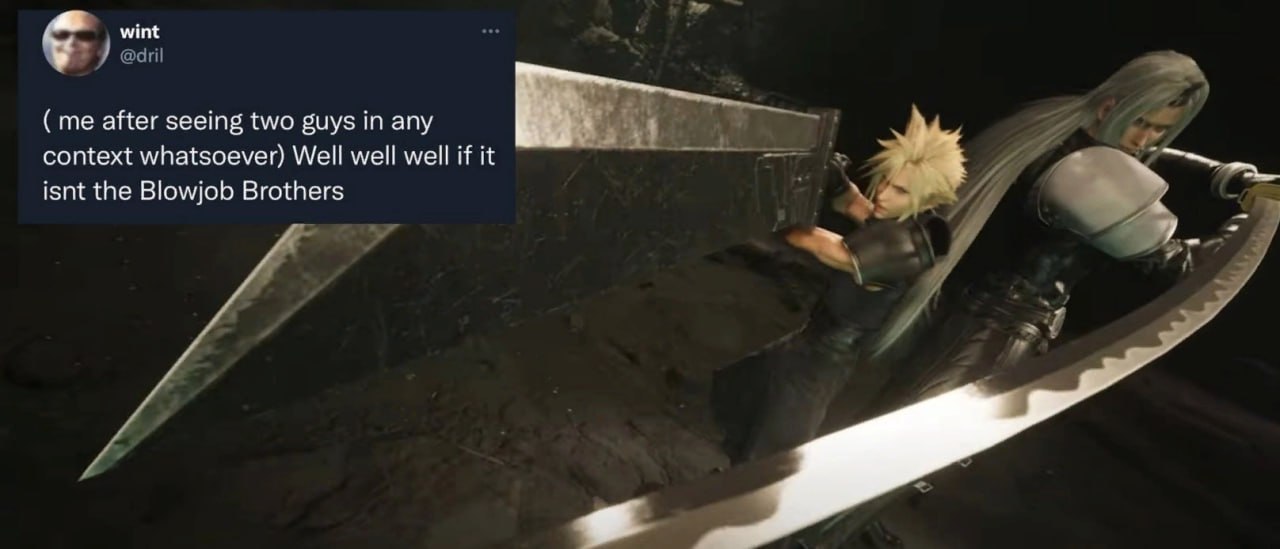 wint
@dril
( me after seeing two guys in any
context whatsoever) Well well well if it
isnt the Blowjob Brothers